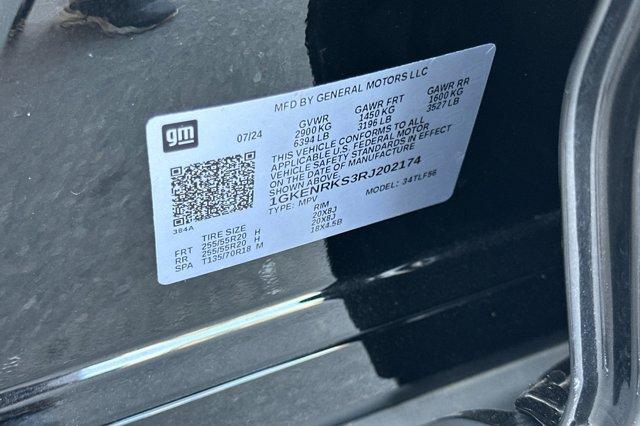 MFD BY GENERAL MOTORS LLC
gm
07/24
GVWR GAWR FRT GAWR RR
2900 KG 1450 KG 1600 KG
6394 LB 3196 LB 3527 LB
THIS VEHICLE CONFORMS TO ALL
APPLICABLE U.S. FEDERAL MOTOR
VEHICLE SAFETY STANDARDS IN EFFECT
ON THE DATE OF MANUFACTURE
SHOWN ABOVE.
1GKENRKS3RJ202174
TYPE: MPV MODEL: 34TLF56
384A
TIRE SIZE RIM
FRT 255/55R20 H 20X8J
RR 255/55R20 H 20X8J
SPA T135/70R18 M 18X4.5B